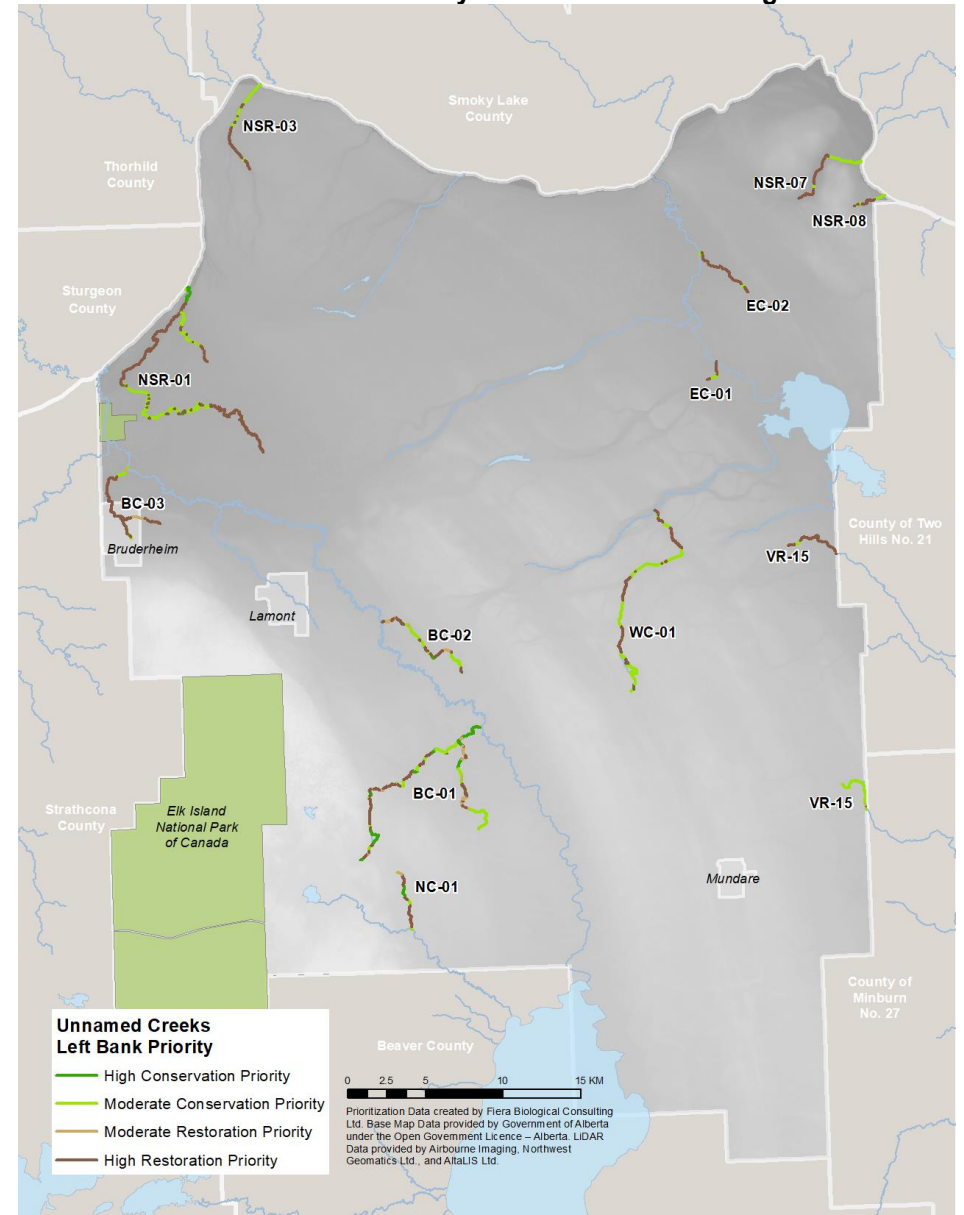 Smoky Lake
County
NSR-03
Thorhild
County
NSR-07
NSR-08
Sturgeon
County
EC-02
NSR-01
EC-01
BC-03
Bruderheim
County of Two
Hills No. 21
VR-15
Lamont
BC-02
WC-01
BC-01
VR-15
Strathcona
County
Elk Island
National Park
of Canada
NC-01
Mundare
County of
Minburn
No. 27
Beaver County
Unnamed Creeks
Left Bank Priority
High Conservation Priority
Moderate Conservation Priority
Moderate Restoration Priority
High Restoration Priority
0 2.5 5 10 15 KM
Prioritization Data created by Fiera Biological Consulting
Ltd. Base Map Data provided by Government of Alberta
under the Open Government Licence – Alberta. LiDAR
Data provided by Airbourne Imaging, Northwest
Geomatics Ltd., and AltaLIS Ltd.